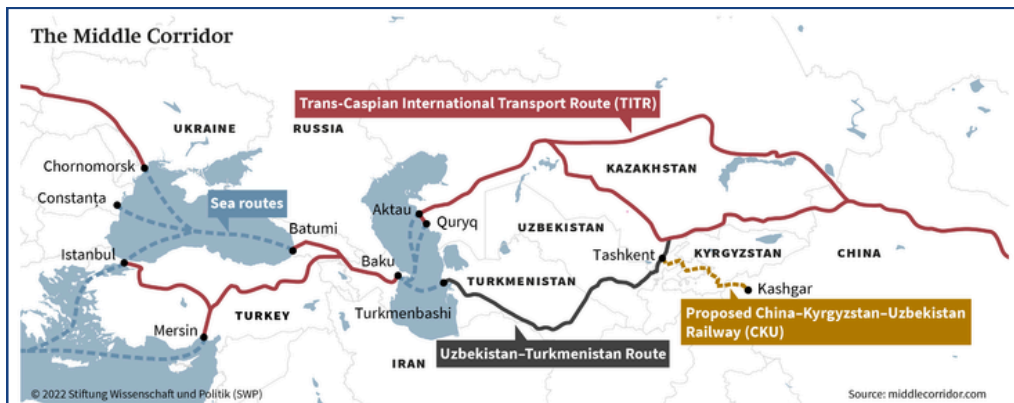 The Middle Corridor
Trans-Caspian International Transport Route (TITR)
UKRAINE
RUSSIA
Chornomorsk
KAZAKHSTAN
Constanța
Sea routes
Aktau
Quryq
UZBEKISTAN
Batumi
Istanbul
Tashkent
KYRGYZSTAN
CHINA
Baku
TURKMENISTAN
Kashgar
Turkmenbashi
TURKEY
Proposed China–Kyrgyzstan–Uzbekistan
Railway (CKU)
Mersin
Uzbekistan–Turkmenistan Route
IRAN
© 2022 Stiftung Wissenschaft und Politik (SWP)
Source: middlecorridor.com